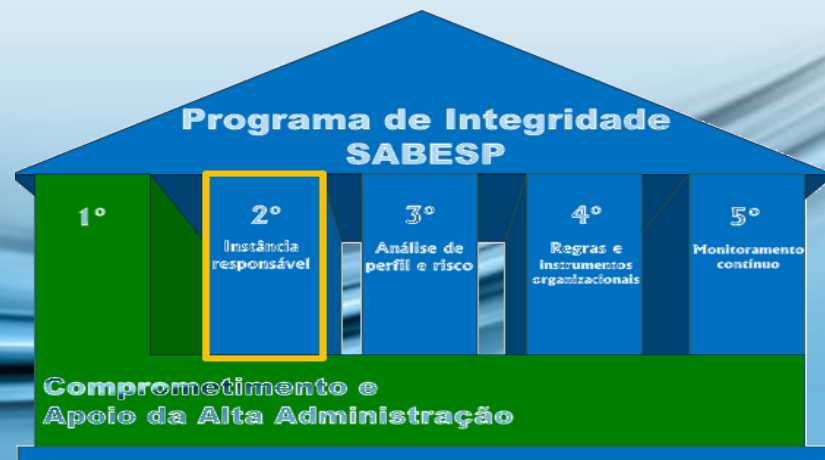 Programa de Integridade
SABESP
1º
2º
Instância
responsável
3º
Análise de
perfil e risco
4º
Regras e
instrumentos
organizacionais
5º
Monitoramento
contínuo
Comprometimento e
Apoio da Alta Administração